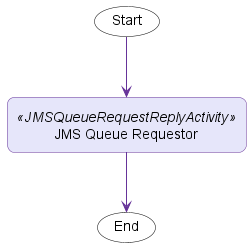 Start
«JMSQueueRequestReplyActivity»
JMS Queue Requestor
End